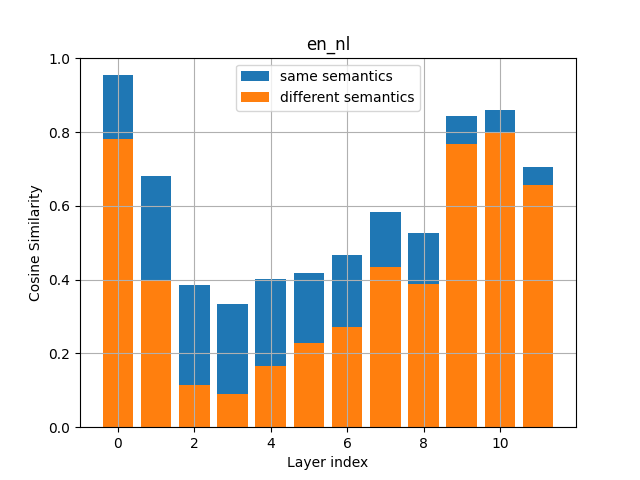 en_nl
same semantics
different semantics
Cosine Similarity
1.0
0.8
0.6
0.4
0.2
0.0
0 2 4 6 8 10
Layer index